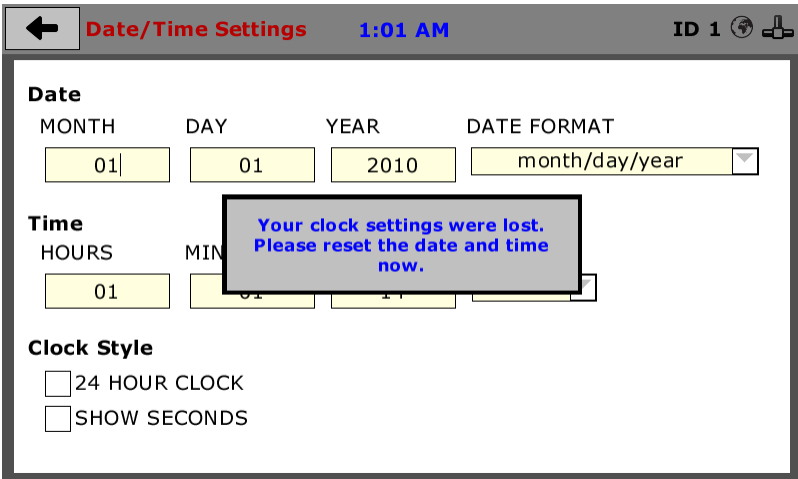 Date/Time Settings 1:01 AM ID 1
Date
MONTH DAY YEAR DATE FORMAT
01 01 2010 month/day/year
Your clock settings were lost.
Please reset the date and time
now.
Time
HOURS
01
Clock Style
24 HOUR CLOCK
SHOW SECONDS